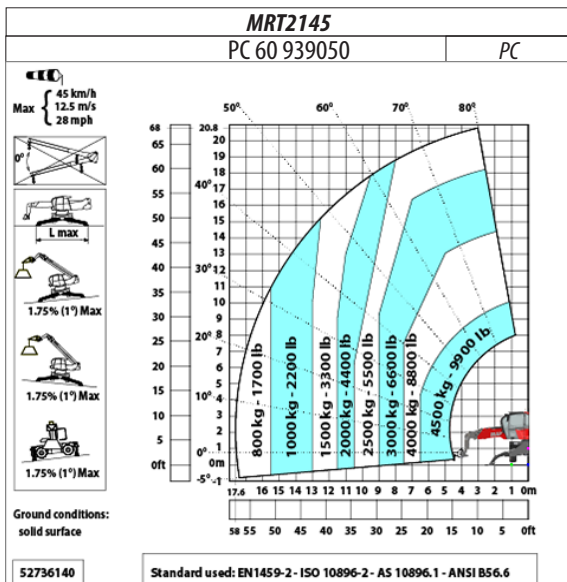 MRT2145
PC 60 939050 PC
Max { 45 km/h
12.5 m/s
28 mph
0°
L max
1.75% (1°) Max
1.75% (1°) Max
1.75% (1°) Max
Ground conditions:
solid surface
52736140
50° 60° 70° 80°
40°
30°
20°
10°
0°
-5°
68
65
60
55
50
45
40
35
30
25
20
15
10
5
0ft
20.8
20
19
18
17
16
15
14
13
12
11
10
9
8
7
6
5
4
3
2
1
0m
-1
800 kg - 1700 lb
1000 kg - 2200 lb
1500 kg - 3300 lb
2000 kg - 4400 lb
2500 kg - 5500 lb
3000 kg - 6600 lb
4000 kg - 8800 lb
4500 kg - 9900 lb
17.6 16 15 14 13 12 11 10 9 8 7 6 5 4 3 2 1 0m
58 55 50 45 40 35 30 25 20 15 10 5 0ft
Standard used: EN1459-2 - ISO 10896-2 - AS 10896.1 - ANSI B56.6